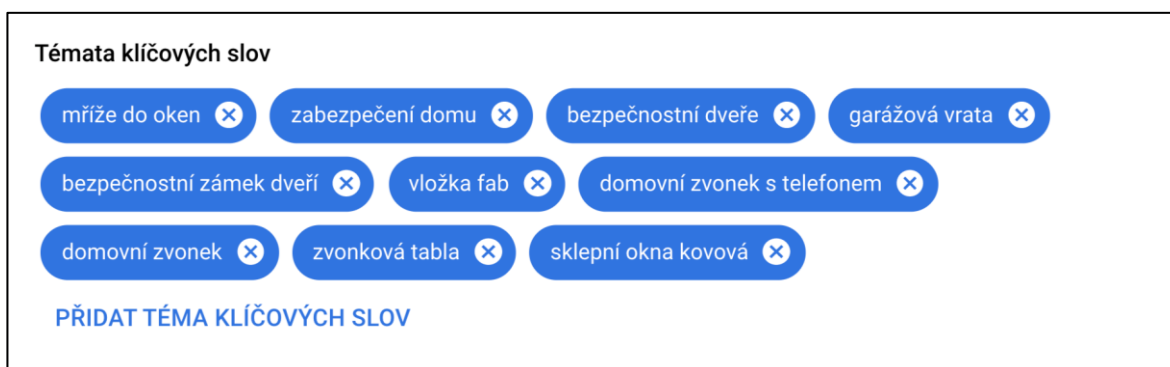 Témata klíčových slov
mříže do oken zabezpečení domu bezpečnostní dveře garážová vrata
bezpečnostní zámek dveří vložka fab domovní zvonek s telefonem
domovní zvonek zvonková tabla sklepní okna kovová
PŘIDAT TÉMA KLÍČOVÝCH SLOV